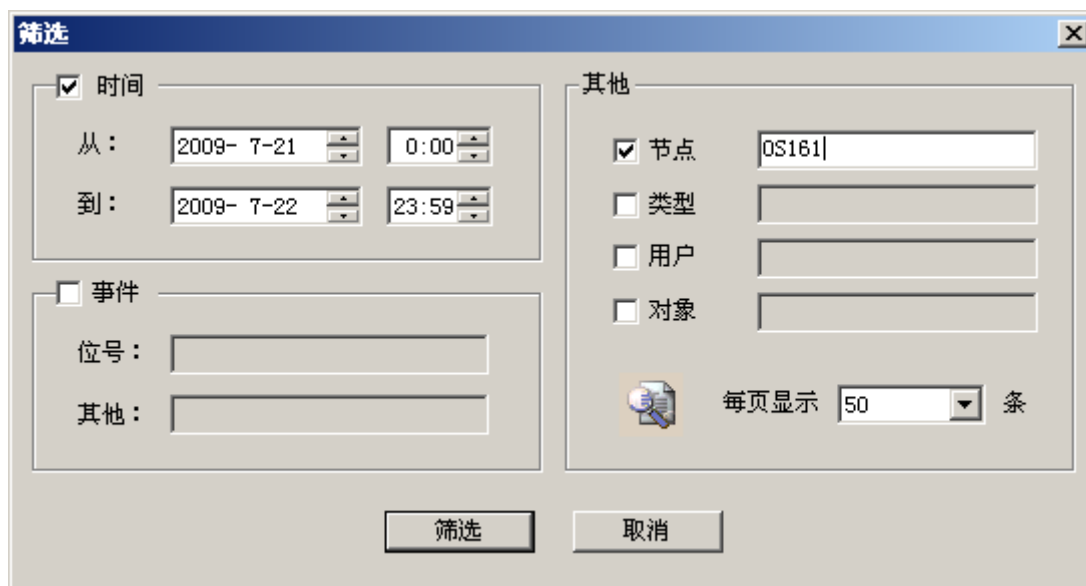 筛选
时间
从：
2009- 7-21
0:00
到：
2009- 7-22
23:59
事件
位号：
其他：
其他
节点
OS161
类型
用户
对象
每页显示
50
条
筛选
取消